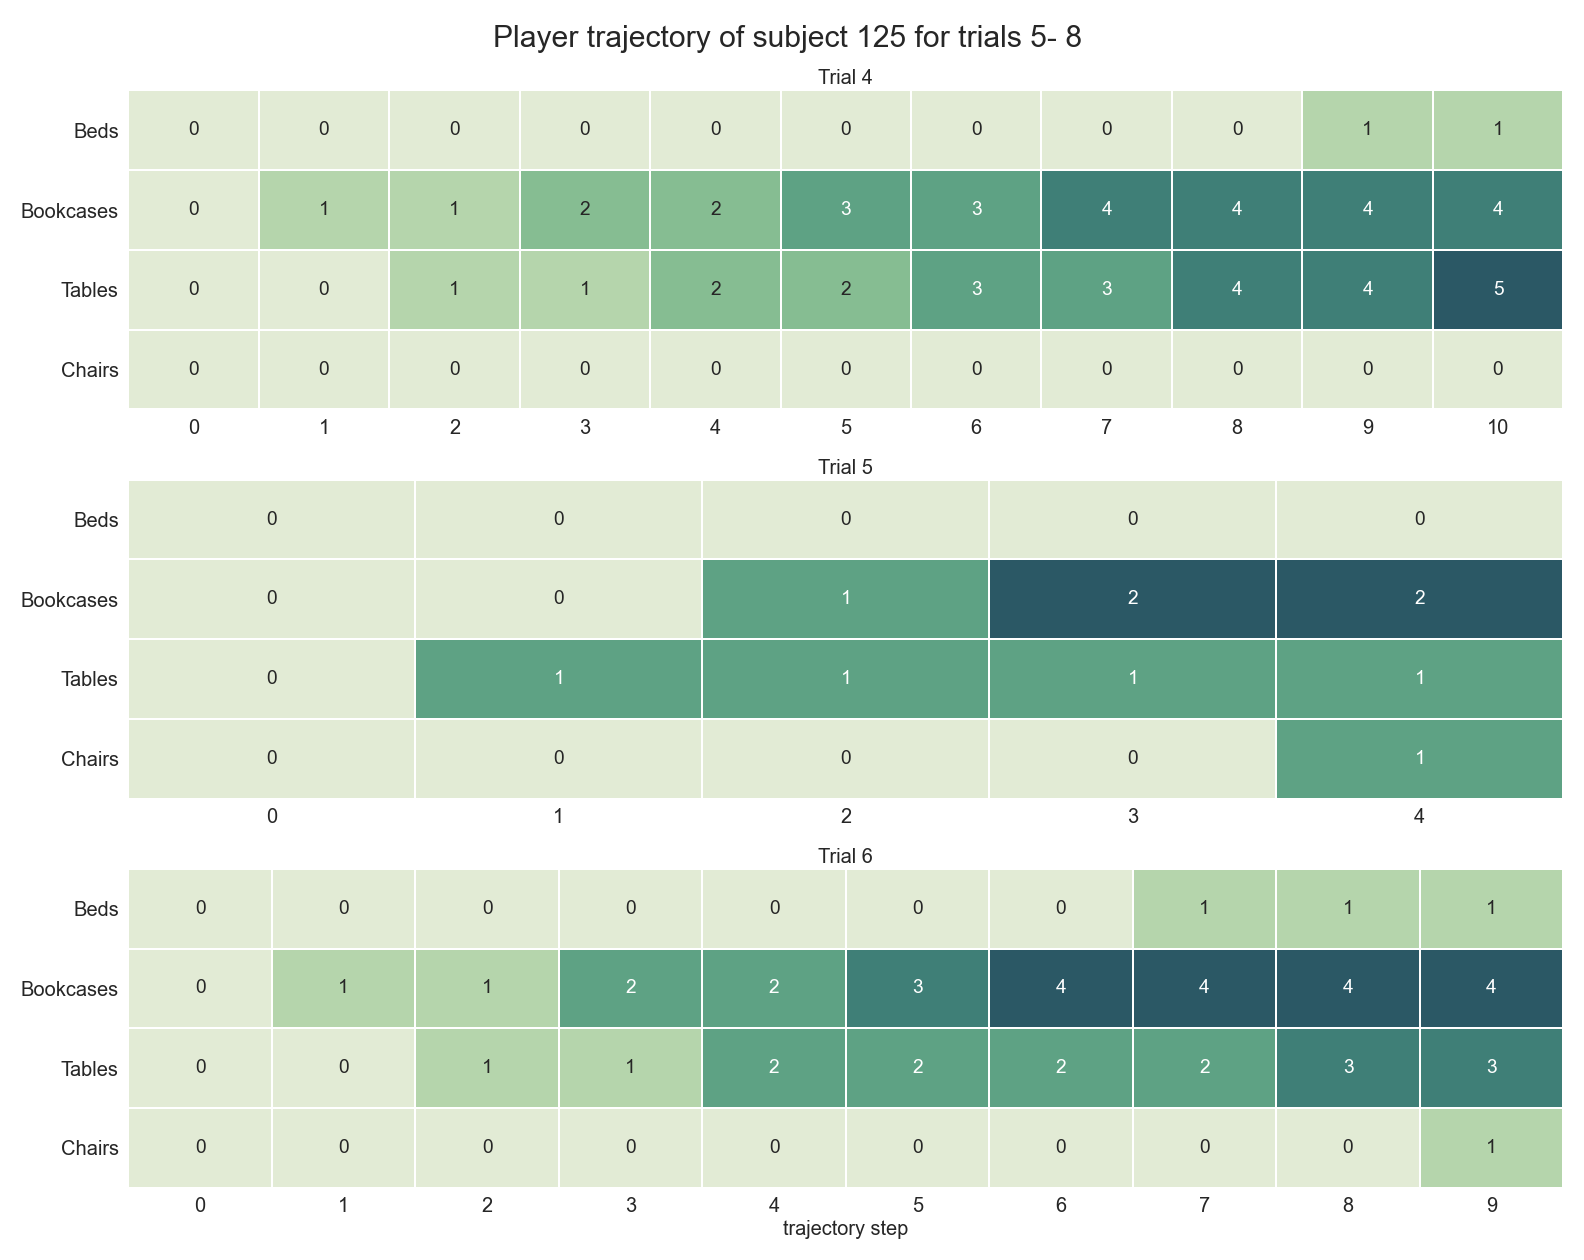 Player trajectory of subject 125 for trials 5- 8
Trial 4
Beds 0 0 0 0 0 0 0 0 0 1 1
Bookcases 0 1 1 2 2 3 3 4 4 4 4
Tables 0 0 1 1 2 2 3 3 4 4 5
Chairs 0 0 0 0 0 0 0 0 0 0 0
0 1 2 3 4 5 6 7 8 9 10
Trial 5
Beds 0 0 0 0 0
Bookcases 0 0 1 2 2
Tables 0 1 1 1 1
Chairs 0 0 0 0 1
0 1 2 3 4
Trial 6
Beds 0 0 0 0 0 0 0 1 1 1
Bookcases 0 1 1 2 2 3 4 4 4 4
Tables 0 0 1 1 2 2 2 2 3 3
Chairs 0 0 0 0 0 0 0 0 0 1
0 1 2 3 4 5 6 7 8 9
trajectory step